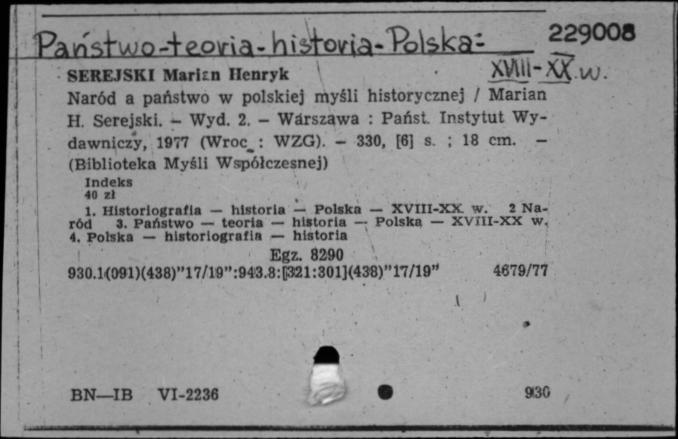 Państwo-teoria-historia-Polska- 229008
XVIII-XX w.
SEREJSKI Marian Henryk
Naród a państwo w polskiej myśli historycznej / Marian
H. Serejski. — Wyd. 2. — Warszawa : Państ. Instytut Wy-
dawniczy, 1977 (Wroc. : WZG). — 330, [6] s. ; 18 cm. —
(Biblioteka Myśli Współczesnej)
Indeks
40 zł
1. Historiografia — historia — Polska — XVIII-XX w. 2 Na-
ród 3. Państwo — teoria — historia — Polska — XVIII-XX w.
4. Polska — historiografia — historia
Egz. 8290
930.1(091)(438)"17/19":943.8:[321:301](438)"17/19" 4679/77
BN—IB VI-2236 930